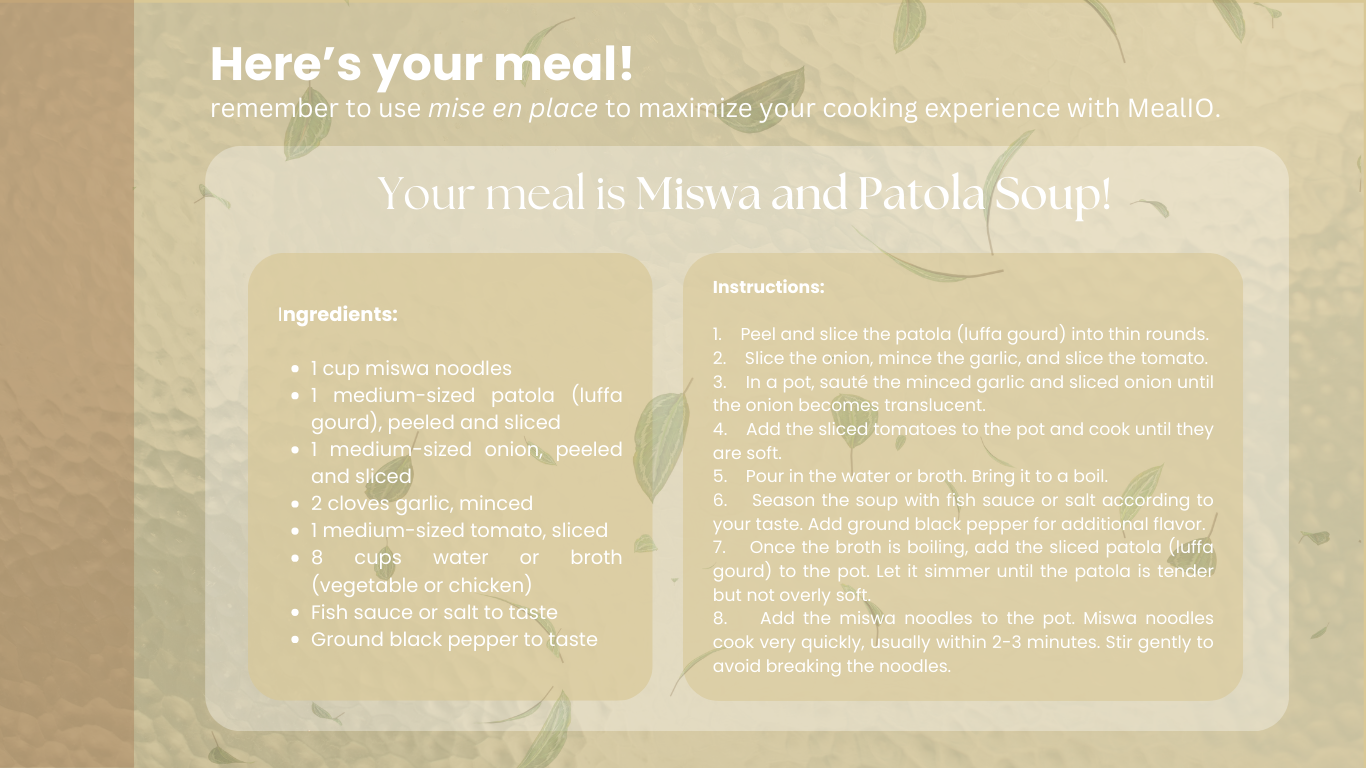 Here's your meal!
remember to use mise en place to maximize your cooking experience with MealIO.
Your meal is Miswa and Patola Soup!
Ingredients:
• 1 cup miswa noodles
• 1 medium-sized patola (luffa
gourd), peeled and sliced
• 1 medium-sized onion, peeled
and sliced
• 2 cloves garlic, minced
• 1 medium-sized tomato, sliced
• 8 cups water or broth
(vegetable or chicken)
• Fish sauce or salt to taste
• Ground black pepper to taste
Instructions:
1. Peel and slice the patola (luffa gourd) into thin rounds.
2. Slice the onion, mince the garlic, and slice the tomato.
3. In a pot, sauté the minced garlic and sliced onion until
the onion becomes translucent.
4. Add the sliced tomatoes to the pot and cook until they
are soft.
5. Pour in the water or broth. Bring it to a boil.
6. Season the soup with fish sauce or salt according to
your taste. Add ground black pepper for additional flavor.
7. Once the broth is boiling, add the sliced patola (luffa
gourd) to the pot. Let it simmer until the patola is tender
but not overly soft.
8. Add the miswa noodles to the pot. Miswa noodles
cook very quickly, usually within 2-3 minutes. Stir gently to
avoid breaking the noodles.